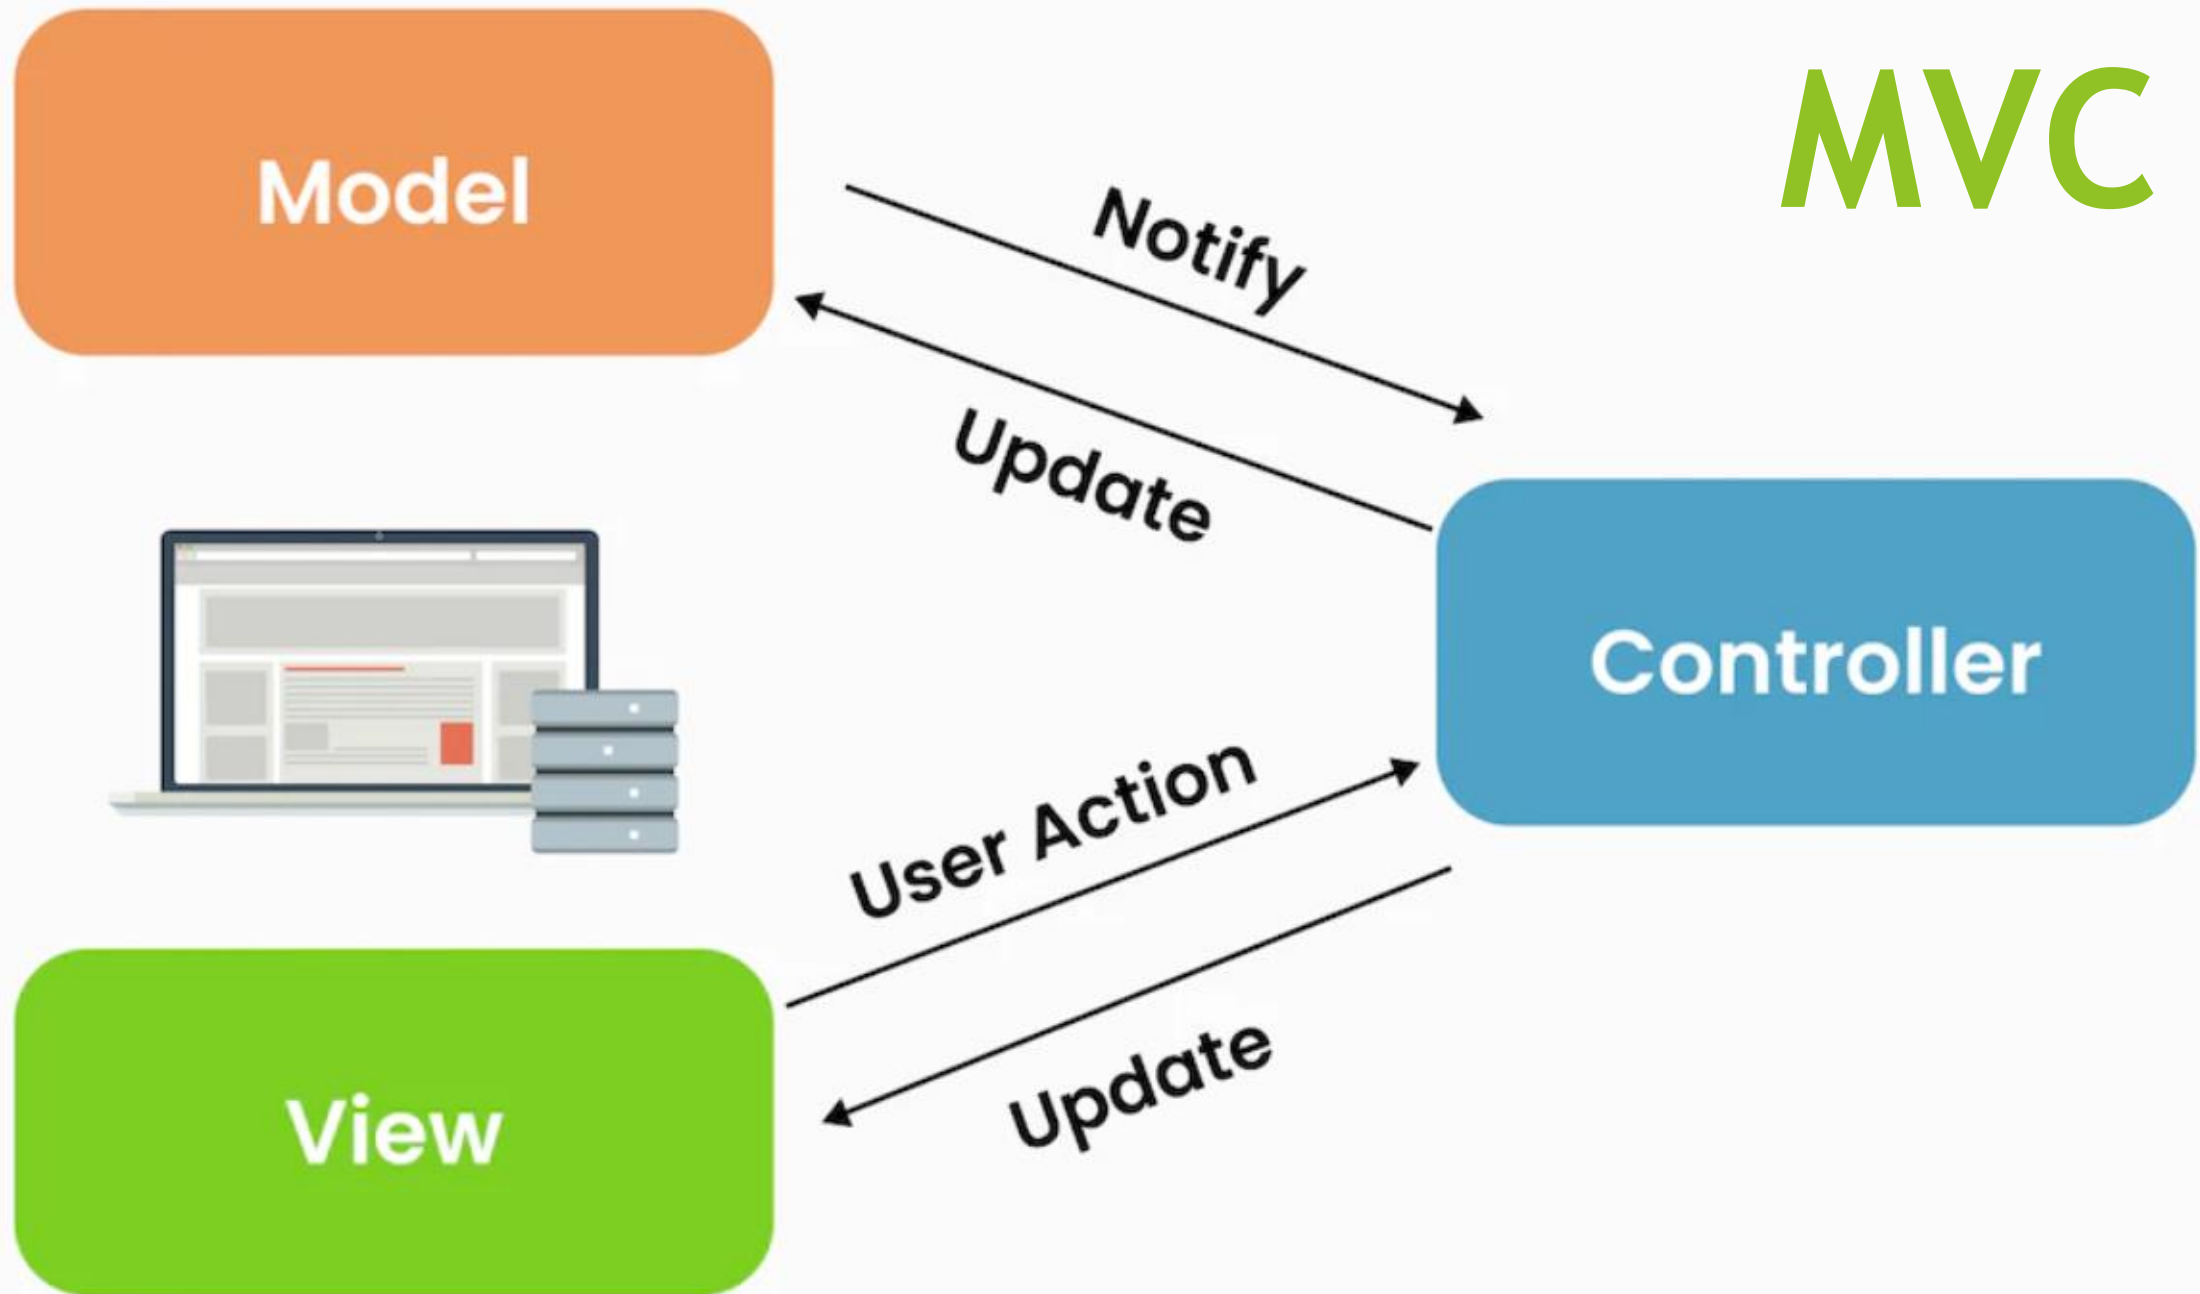 MVC
Model
Notify
Update
Controller
User Action
Update
View